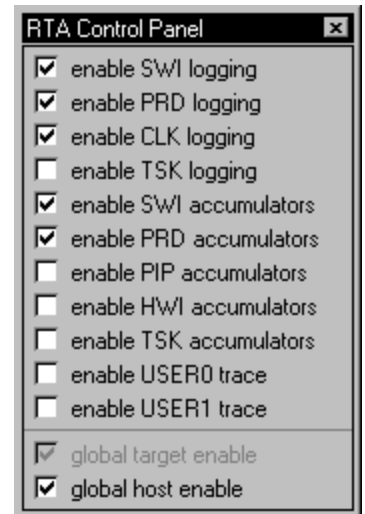 RTA Control Panel
enable SWI logging
enable PRD logging
enable CLK logging
enable TSK logging
enable SWI accumulators
enable PRD accumulators
enable PIP accumulators
enable HWI accumulators
enable TSK accumulators
enable USER0 trace
enable USER1 trace
global target enable
global host enable